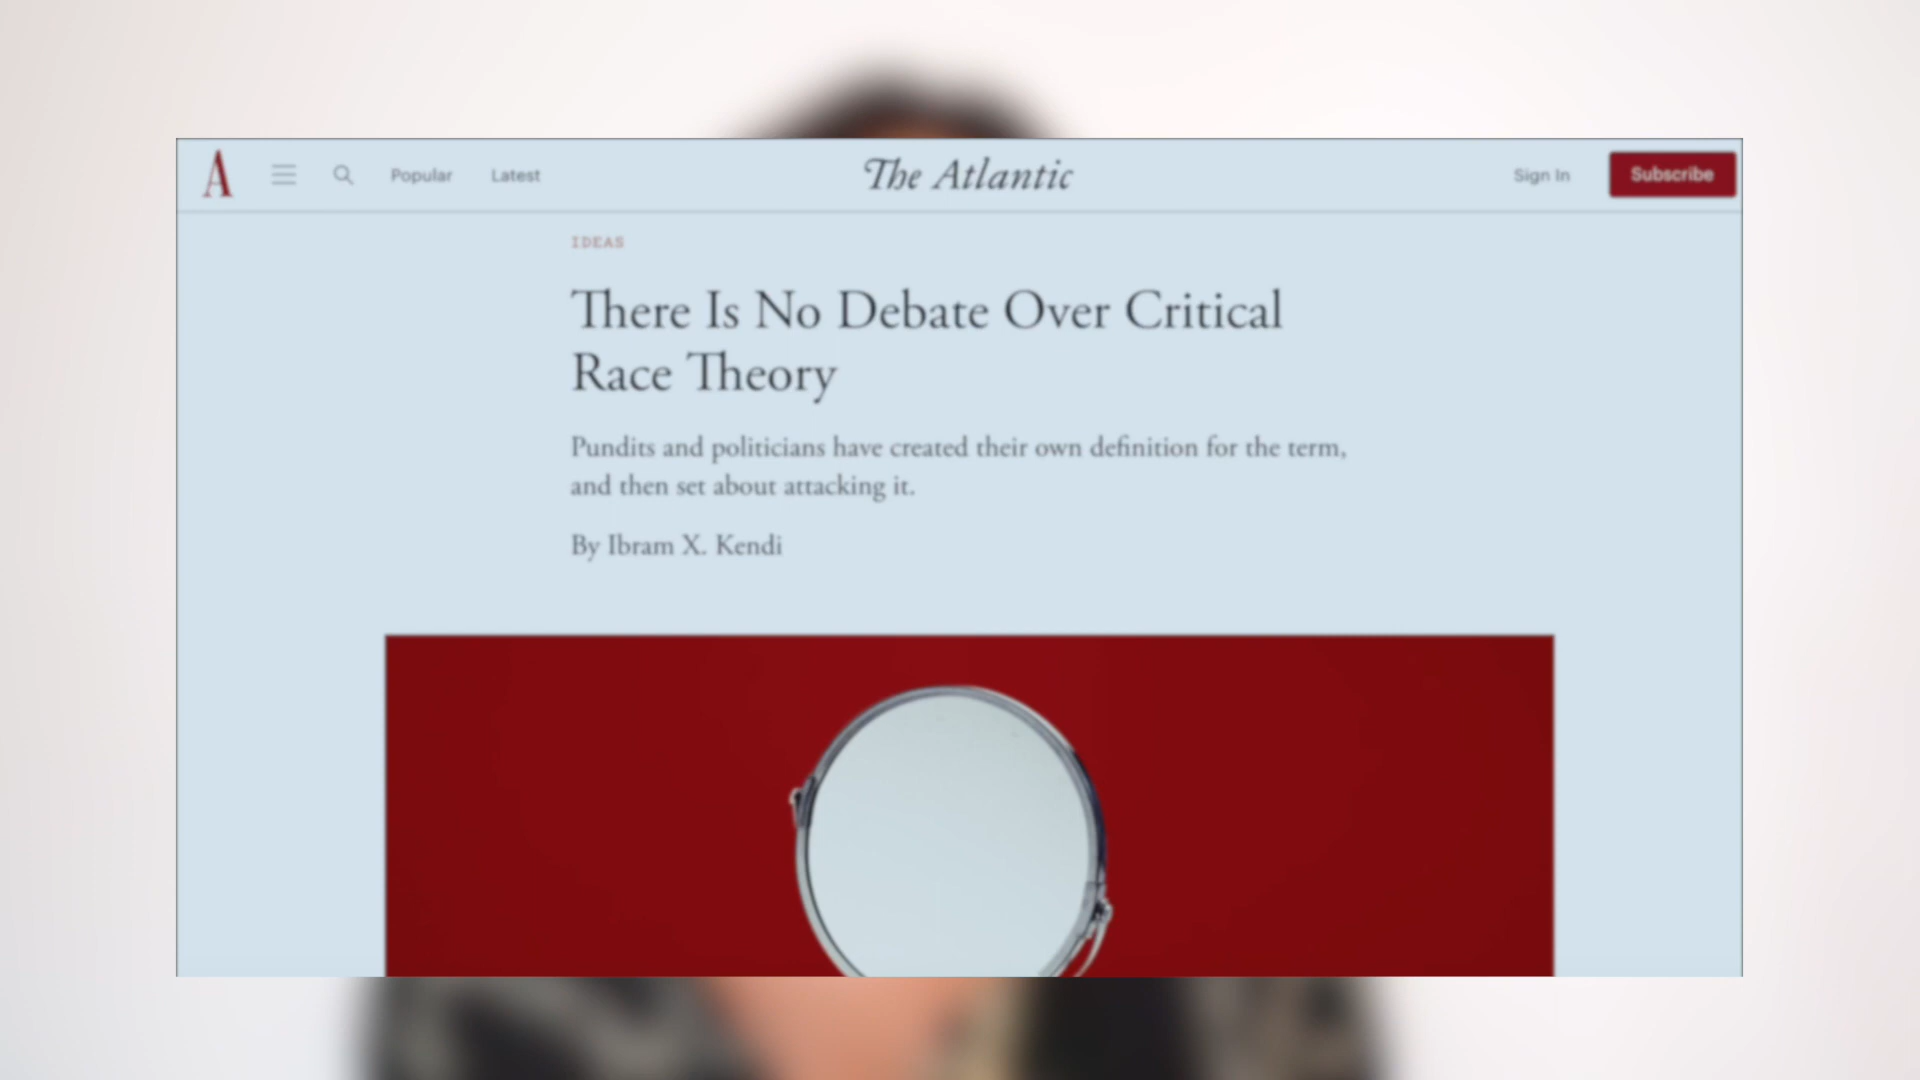 A
Popular
Latest
The Atlantic
Sign In
Subscribe
IDEAS
There Is No Debate Over Critical
Race Theory
Pundits and politicians have created their own definition for the term,
and then set about attacking it.
By Ibram X. Kendi